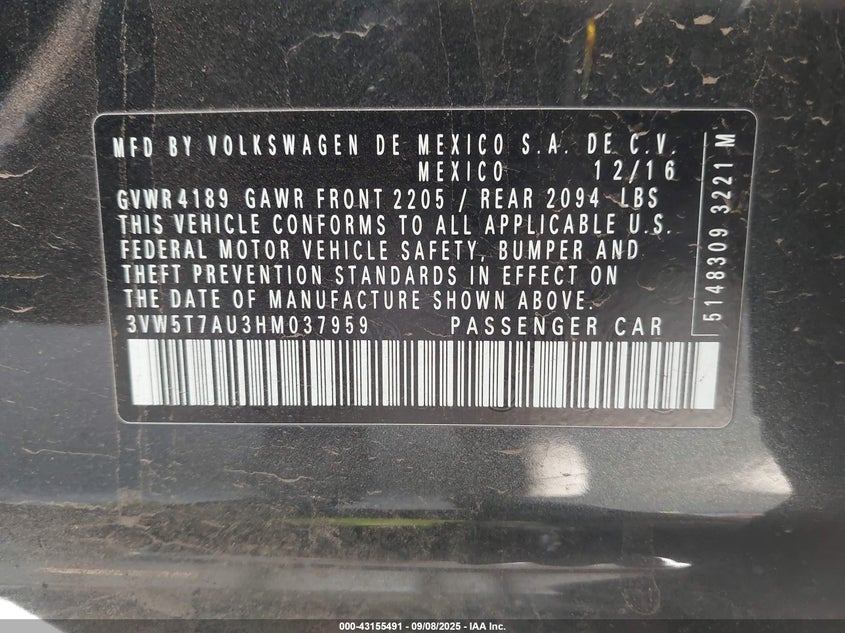 MFD BY VOLKSWAGEN DE MEXICO S.A. DE C.V.
MEXICO 12/16
GVWR 4189 GAWR FRONT 2205 / REAR 2094 LBS
THIS VEHICLE CONFORMS TO ALL APPLICABLE U.S.
FEDERAL MOTOR VEHICLE SAFETY, BUMPER AND
THEFT PREVENTION STANDARDS IN EFFECT ON
THE DATE OF MANUFACTURE SHOWN ABOVE.
3VW5T7AU3HM037959 PASSENGER CAR
5148309 3221 M
000-43155491 - 09/08/2025 - IAA Inc.